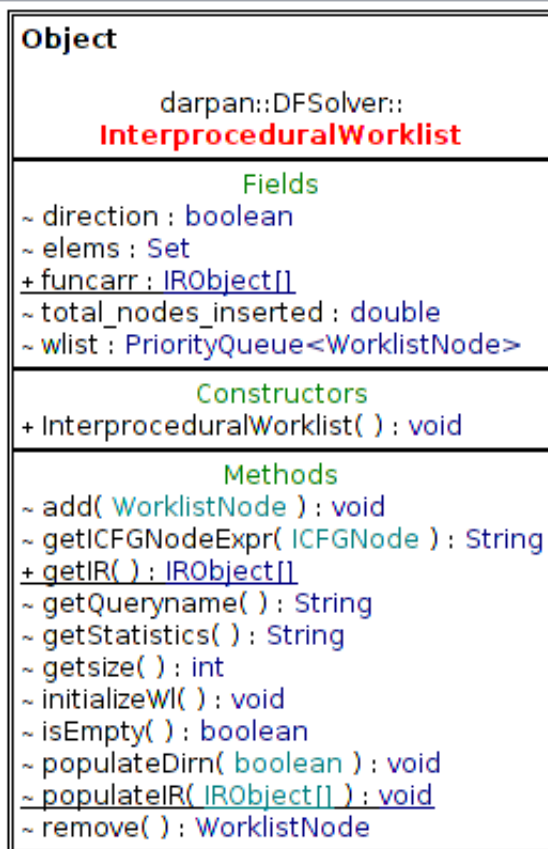 Object
darpan::DFSolver::
InterproceduralWorklist
Fields
~ direction : boolean
~ elems : Set
+ funcarr : IRObject[]
~ total_nodes_inserted : double
~ wlist : PriorityQueue<WorklistNode>
Constructors
+ InterproceduralWorklist( ) : void
Methods
~ add( WorklistNode ) : void
~ getICFGNodeExpr( ICFGNode ) : String
+ getIR( ) : IRObject[]
~ getQueryname( ) : String
~ getStatistics( ) : String
~ getsize( ) : int
~ initializeWl( ) : void
~ isEmpty( ) : boolean
~ populateDirn( boolean ) : void
~ populateIR( IRObject[] ) : void
~ remove( ) : WorklistNode